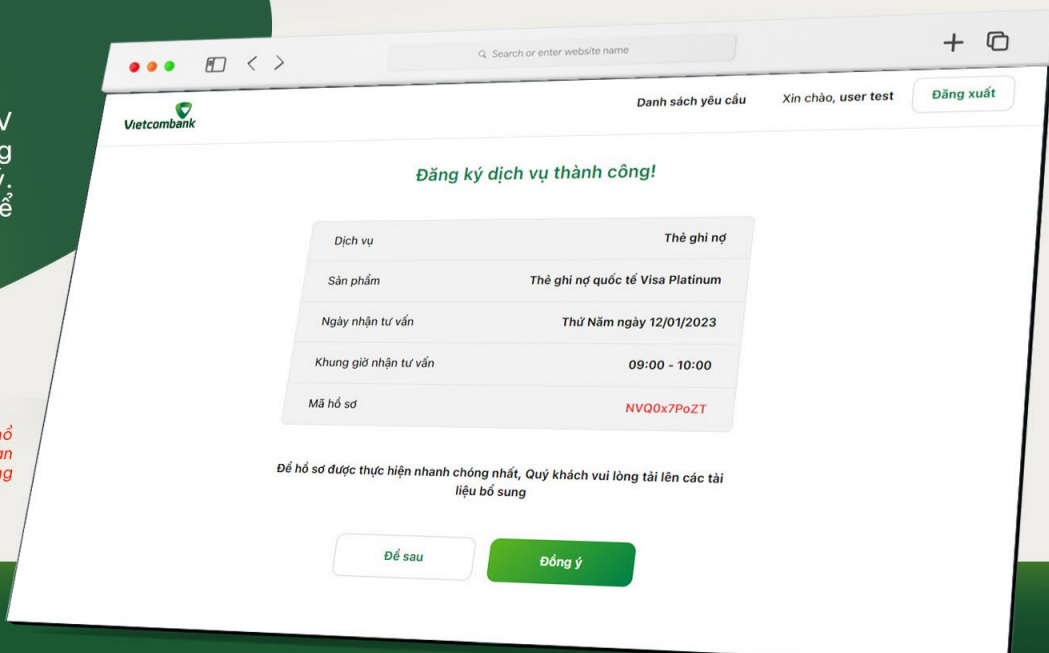 Search or enter website name
Vietcombank
Danh sách yêu cầu
Xin chào, user test
Đăng xuất
V
g
ý.
ể
Đăng ký dịch vụ thành công!
Dịch vụ
Thẻ ghi nợ
Sản phẩm
Thẻ ghi nợ quốc tế Visa Platinum
Ngày nhận tư vấn
Thứ Năm ngày 12/01/2023
Khung giờ nhận tư vấn
09:00 - 10:00
Mã hồ sơ
NVQ0x7PoZT
Để hồ sơ được thực hiện nhanh chóng nhất, Quý khách vui lòng tải lên các tài
liệu bổ sung
Để sau
Đồng ý